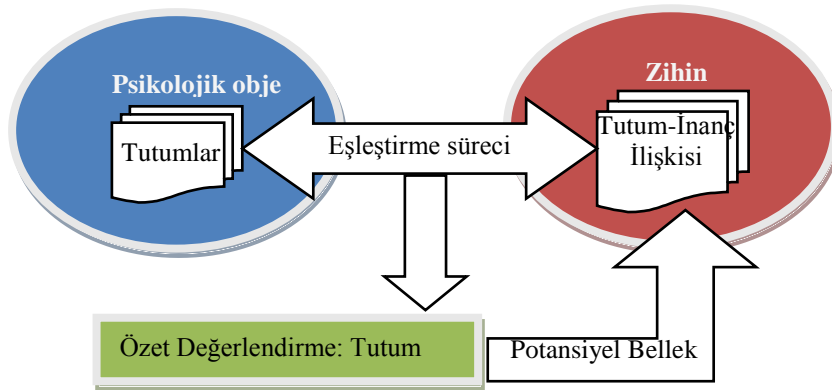 Psikolojik obje
Tutumlar
Eşleştirme süreci
Zihin
Tutum-İnanç
İlişkisi
Özet Değerlendirme: Tutum
Potansiyel Bellek